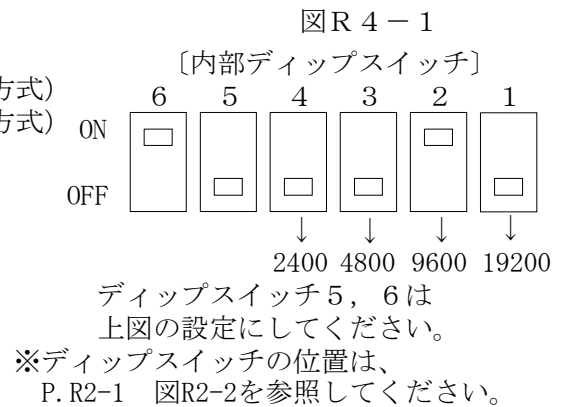 図R4-1
〔内部ディップスイッチ〕
方式)
方式)
6 5 4 3 2 1
ON
OFF
↓ ↓ ↓ ↓
2400 4800 9600 19200
ディップスイッチ5,6は
上図の設定にしてください。
※ディップスイッチの位置は、
P.R2-1 図R2-2を参照してください。